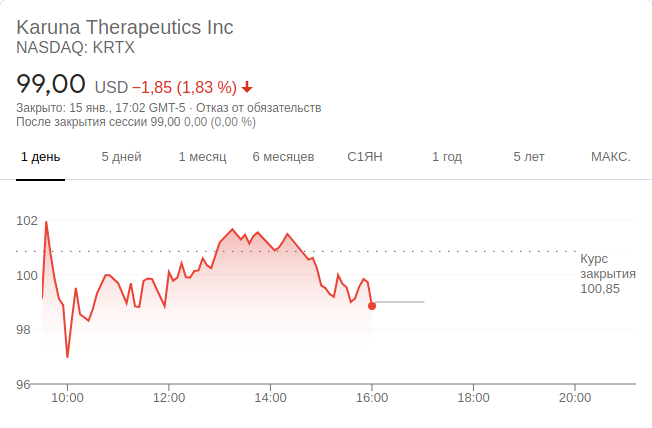 Karuna Therapeutics Inc
NASDAQ: KRTX
99,00 USD −1,85 (1,83 %)
Закрыто: 15 янв., 17:02 GMT-5 · Отказ от обязательств
После закрытия сессии 99,00 0,00 (0,00 %)
1 день 5 дней 1 месяц 6 месяцев С1ЯН 1 год 5 лет МАКС.
102
Курс
100 закрытия
100,85
98
96
10:00 12:00 14:00 16:00 18:00 20:00